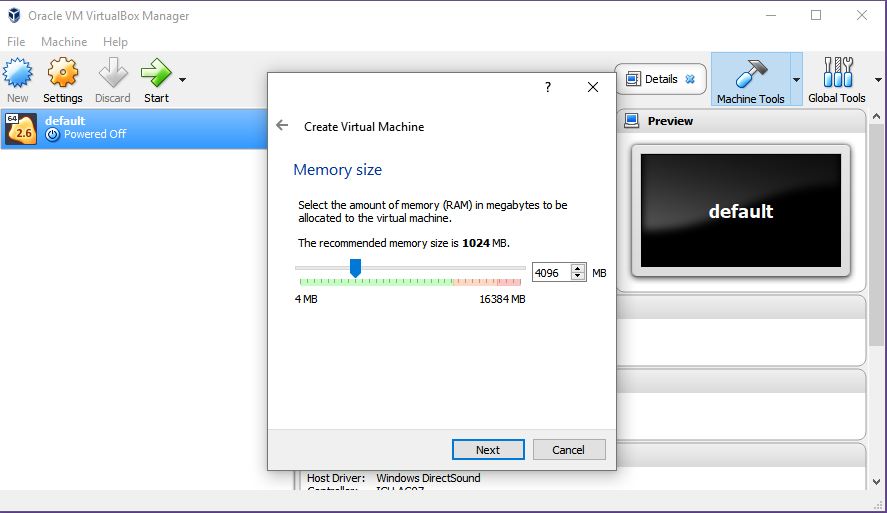 Oracle VM VirtualBox Manager
File Machine Help
New Settings Discard Start
Details
Machine Tools
Global Tools
64
2.6
default
Powered Off
?
Create Virtual Machine
Memory size
Select the amount of memory (RAM) in megabytes to be
allocated to the virtual machine.
The recommended memory size is 1024 MB.
4096 MB
4 MB 16384 MB
Next Cancel
Preview
default
Host Driver: Windows DirectSound